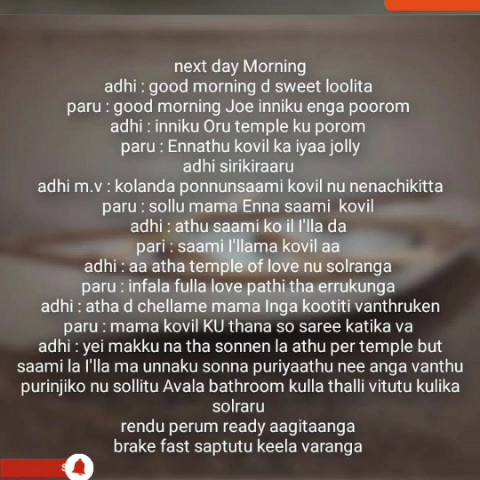 next day Morning
adhi : good morning d sweet loolita
paru : good morning Joe inniku enga poorom
adhi : inniku Oru temple ku porom
paru : Ennathu kovil ka iyaa jolly
adhi sirikiraaru
adhi m.v : kolanda ponnunsaami kovil nu nenachikitta
paru : sollu mama Enna saami kovil
adhi : athu saami ko il I'lla da
pari : saami I'llama kovil aa
adhi : aa atha temple of love nu solranga
paru : infala fulla love pathi tha errukunga
adhi : atha d chellame mama Inga kootiti vanthruken
paru : mama kovil KU thana so saree katika va
adhi : yei makku na tha sonnen la athu per temple but
saami la I'lla ma unnaku sonna puriyaathu nee anga vanthu
purinjiko nu sollitu Avala bathroom kulla thalli vitutu kulika
solraru
rendu perum ready aagitaanga
brake fast saptutu keela varanga